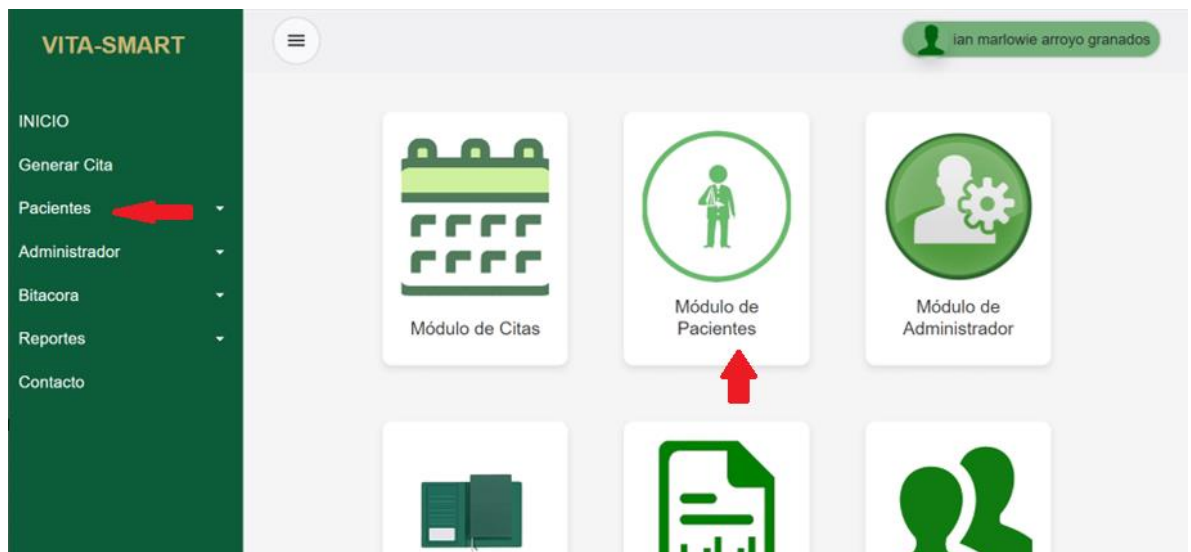 VITA-SMART
ian marlowie arroyo granados
INICIO
Generar Cita
Pacientes
Administrador
Bitacora
Reportes
Contacto
Módulo de Citas
Módulo de
Pacientes
Módulo de
Administrador